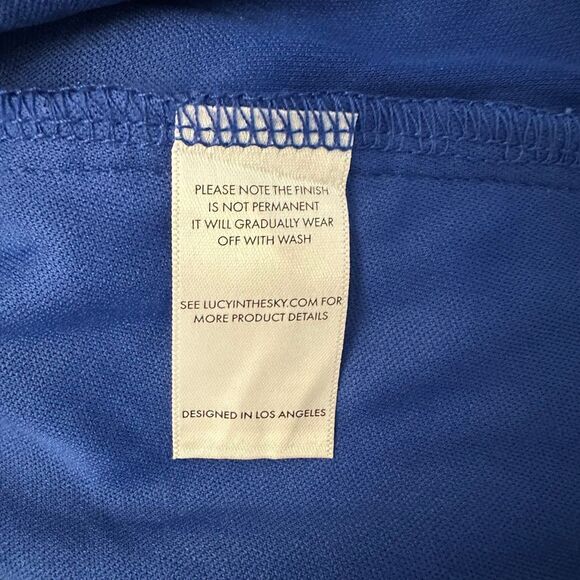 PLEASE NOTE THE FINISH
IS NOT PERMANENT
IT WILL GRADUALLY WEAR
OFF WITH WASH
SEE LUCYINTHESKY.COM FOR
MORE PRODUCT DETAILS
DESIGNED IN LOS ANGELES